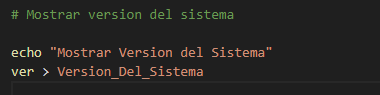 # Mostrar version del sistema
echo "Mostrar Version del Sistema"
ver > Version_Del_Sistema